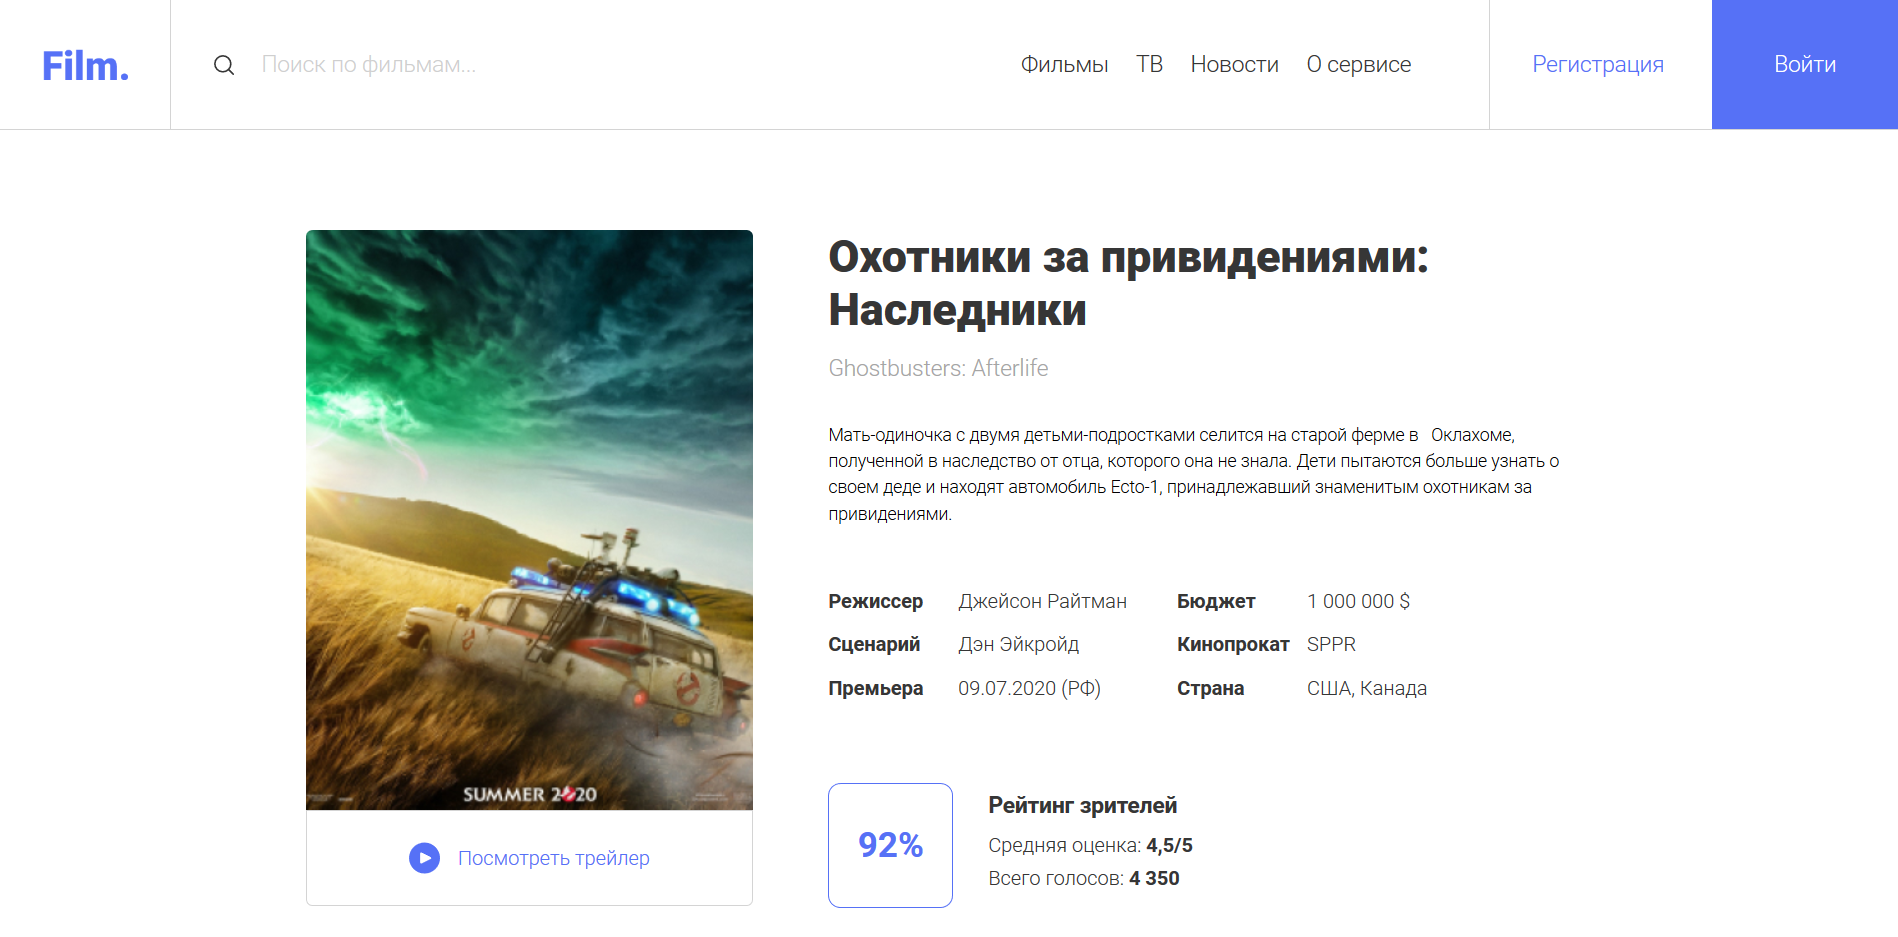 Film.
Поиск по фильмам...
Фильмы ТВ Новости О сервисе
Регистрация
Войти
Охотники за привидениями:
Наследники
Ghostbusters: Afterlife
Мать-одиночка с двумя детьми-подростками селится на старой ферме в Оклахоме,
полученной в наследство от отца, которого она не знала. Дети пытаются больше узнать о
своем деде и находят автомобиль Ecto-1, принадлежавший знаменитым охотникам за
привидениями.
Режиссер Джейсон Райтман Бюджет 1 000 000 $
Сценарий Дэн Эйкройд Кинопрокат SPPR
Премьера 09.07.2020 (РФ) Страна США, Канада
SUMMER 2020
Посмотреть трейлер
92%
Рейтинг зрителей
Средняя оценка: 4,5/5
Всего голосов: 4 350